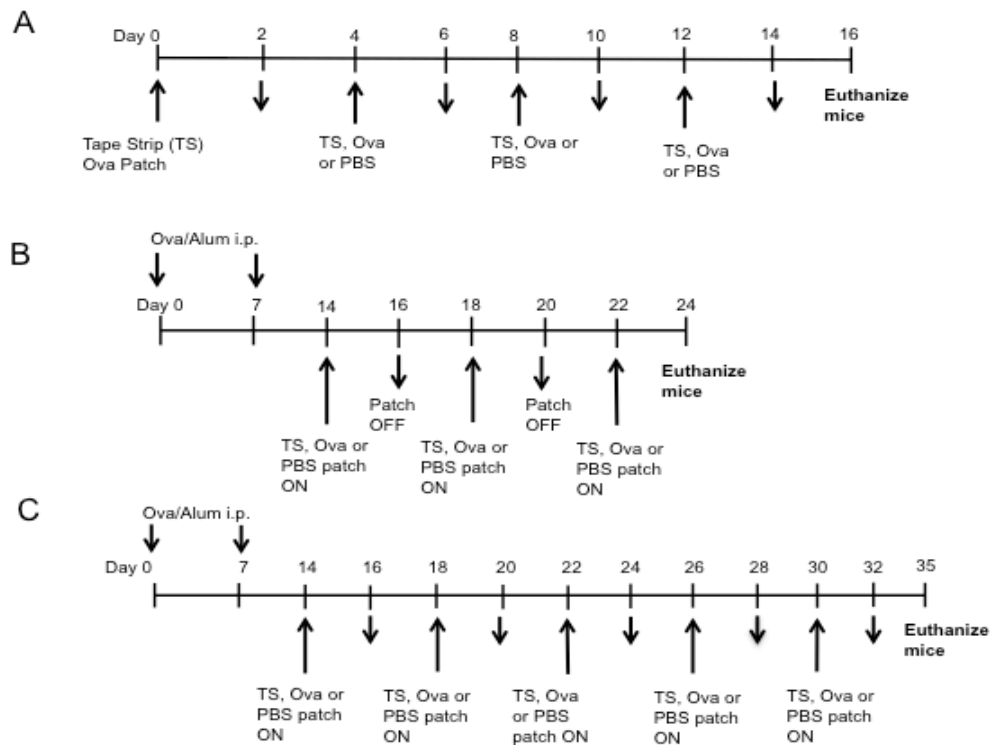 A
Day 0 2 4 6 8 10 12 14 16
Tape Strip (TS)
Ova Patch
TS, Ova
or PBS
TS, Ova or
PBS
TS, Ova
or PBS
Euthanize
mice
B
Ova/Alum i.p.
Day 0 7 14 16 18 20 22 24
TS, Ova or
PBS patch
ON
Patch
OFF
TS, Ova or
PBS patch
ON
Patch
OFF
TS, Ova or
PBS patch
ON
Euthanize
mice
C
Ova/Alum i.p.
Day 0 7 14 16 18 20 22 24 26 28 30 32 35
TS, Ova or
PBS patch
ON
TS, Ova or
PBS patch
ON
TS, Ova
or PBS
patch ON
TS, Ova or
PBS patch
ON
TS, Ova or
PBS patch
ON
Euthanize
mice